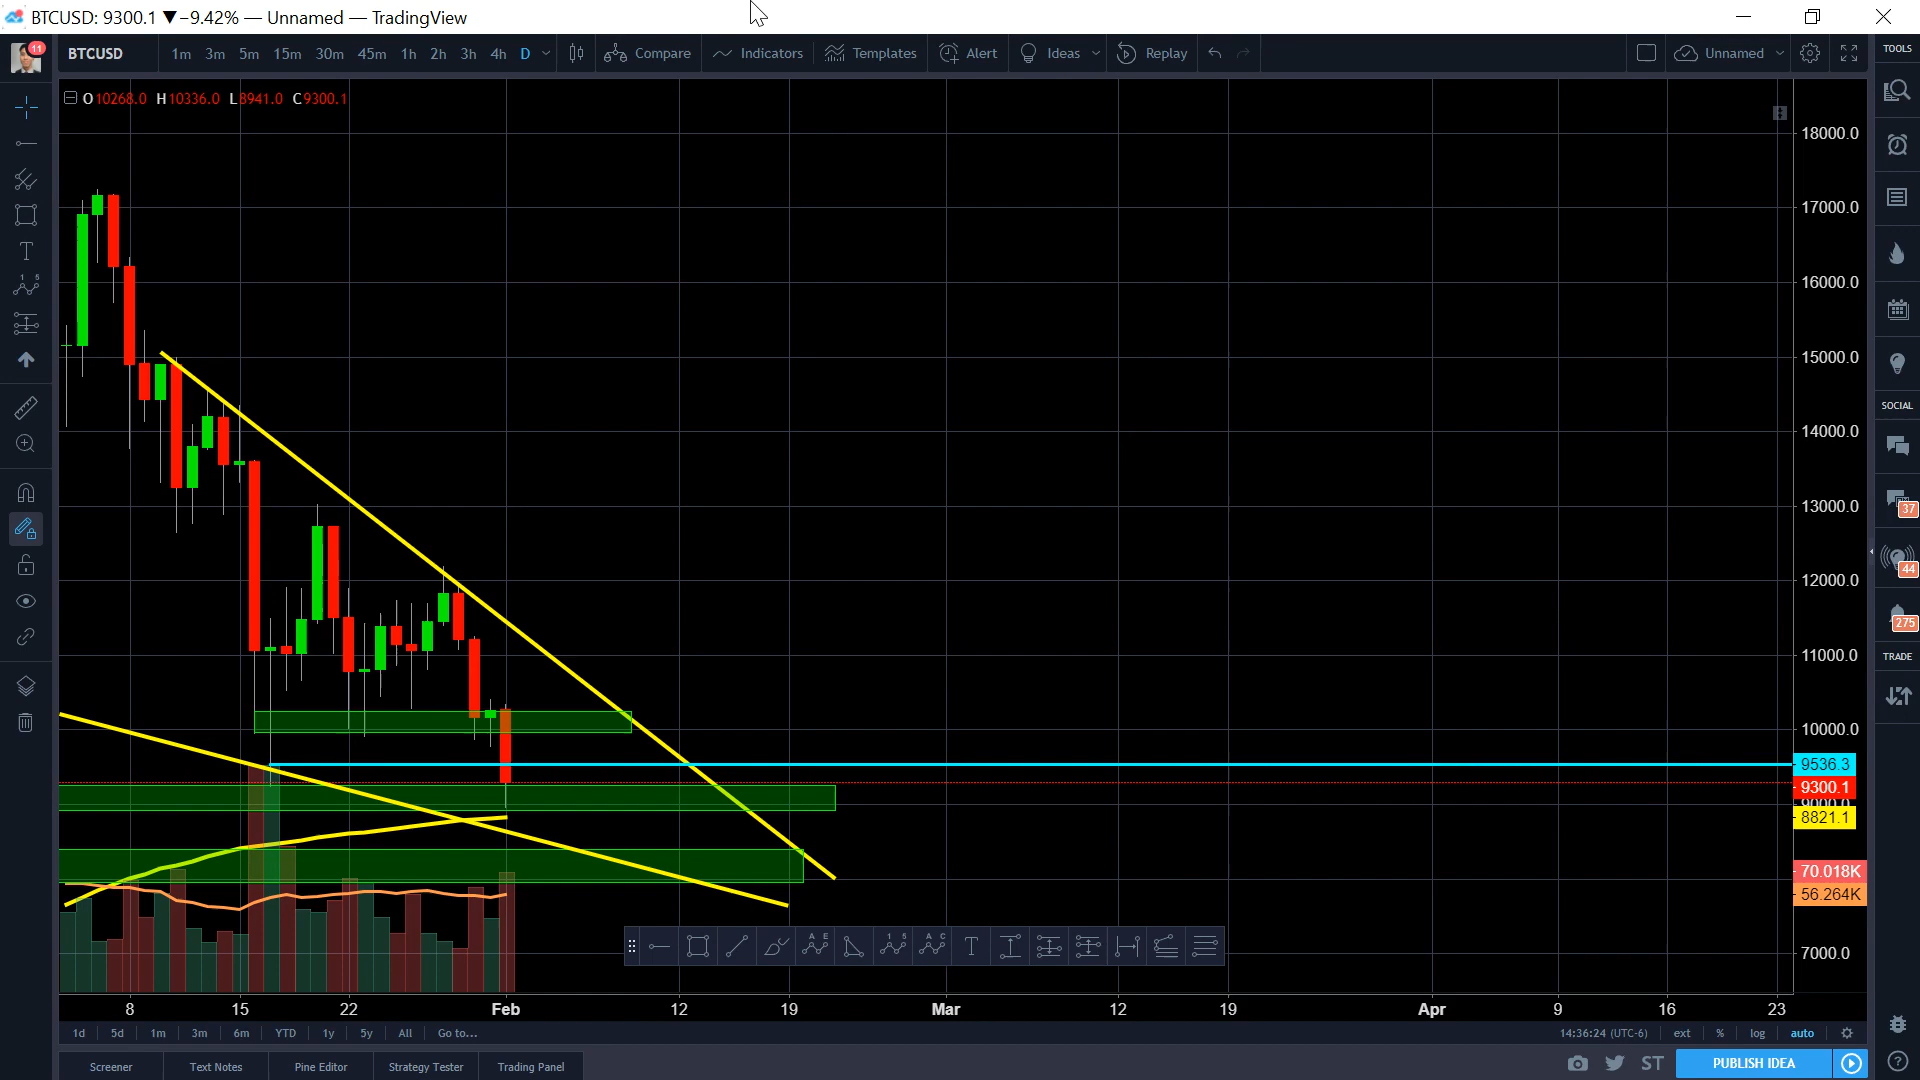 BTCUSD: 9300.1 ▼−9.42% — Unnamed — TradingView
11
BTCUSD 1m 3m 5m 15m 30m 45m 1h 2h 3h 4h D Compare Indicators Templates Alert Ideas Replay Unnamed TOOLS
O10268.0 H10336.0 L8941.0 C9300.1
18000.0
17000.0
16000.0
15000.0
SOCIAL
14000.0
13000.0
37
44
12000.0
275
11000.0
TRADE
10000.0
9536.3
9300.1
9000.0
8821.1
70.018K
56.264K
7000.0
8 15 22 Feb 12 19 Mar 12 19 Apr 9 16 23
1d 5d 1m 3m 6m YTD 1y 5y All Go to... 14:36:24 (UTC-6) ext % log auto
Screener Text Notes Pine Editor Strategy Tester Trading Panel ST PUBLISH IDEA